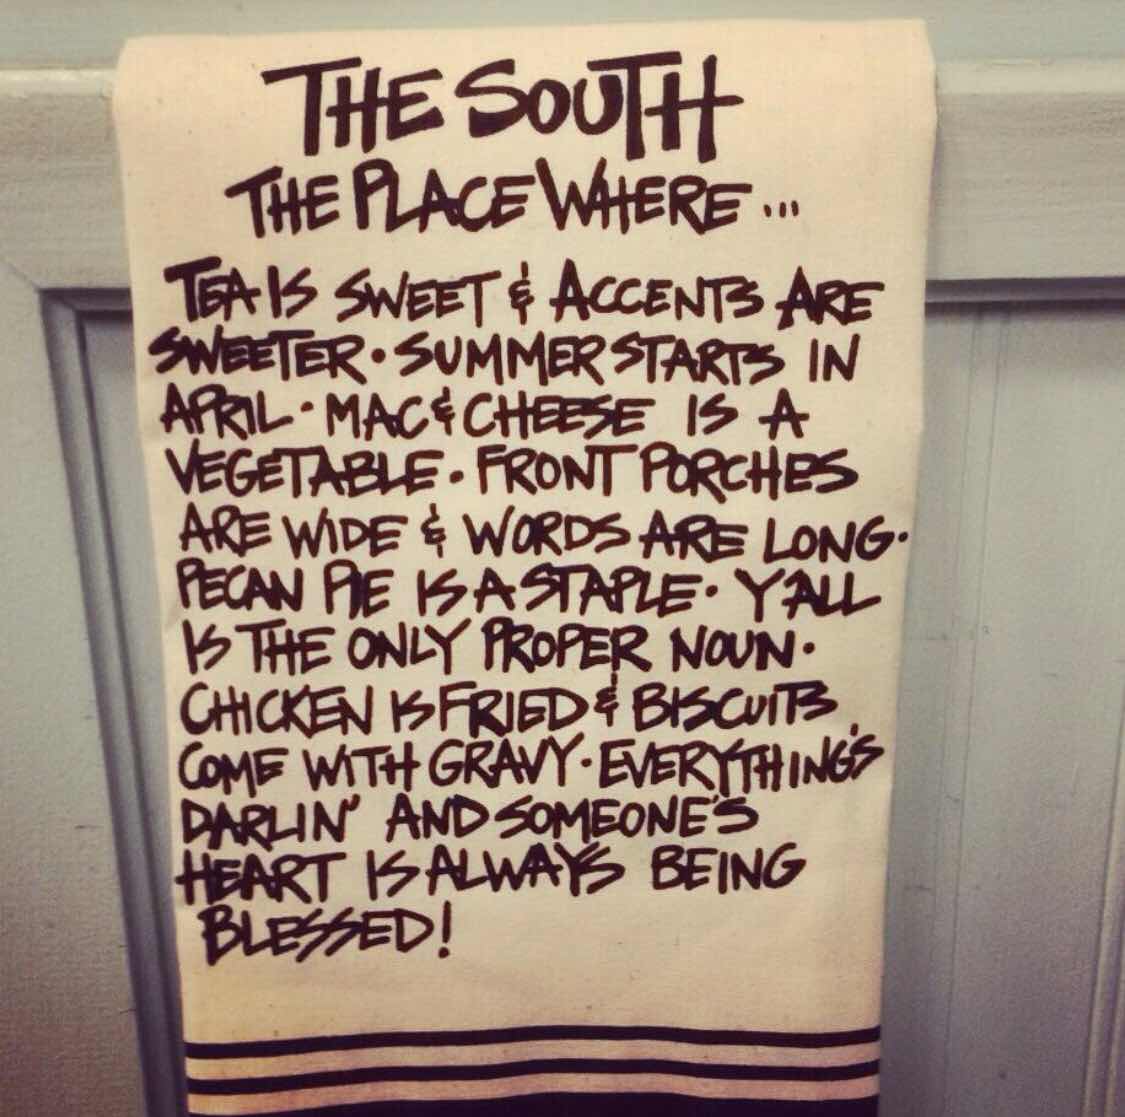 THE SOUTH
THE PLACE WHERE...
TEA IS SWEET & ACCENTS ARE
SWEETER • SUMMER STARTS IN
APRIL • MAC & CHEESE IS A
VEGETABLE • FRONT PORCHES
ARE WIDE & WORDS ARE LONG •
PECAN PIE IS A STAPLE • Y'ALL
IS THE ONLY PROPER NOUN •
CHICKEN IS FRIED & BISCUITS
COME WITH GRAVY • EVERYTHING'S
DARLIN' AND SOMEONE'S
HEART IS ALWAYS BEING
BLESSED!